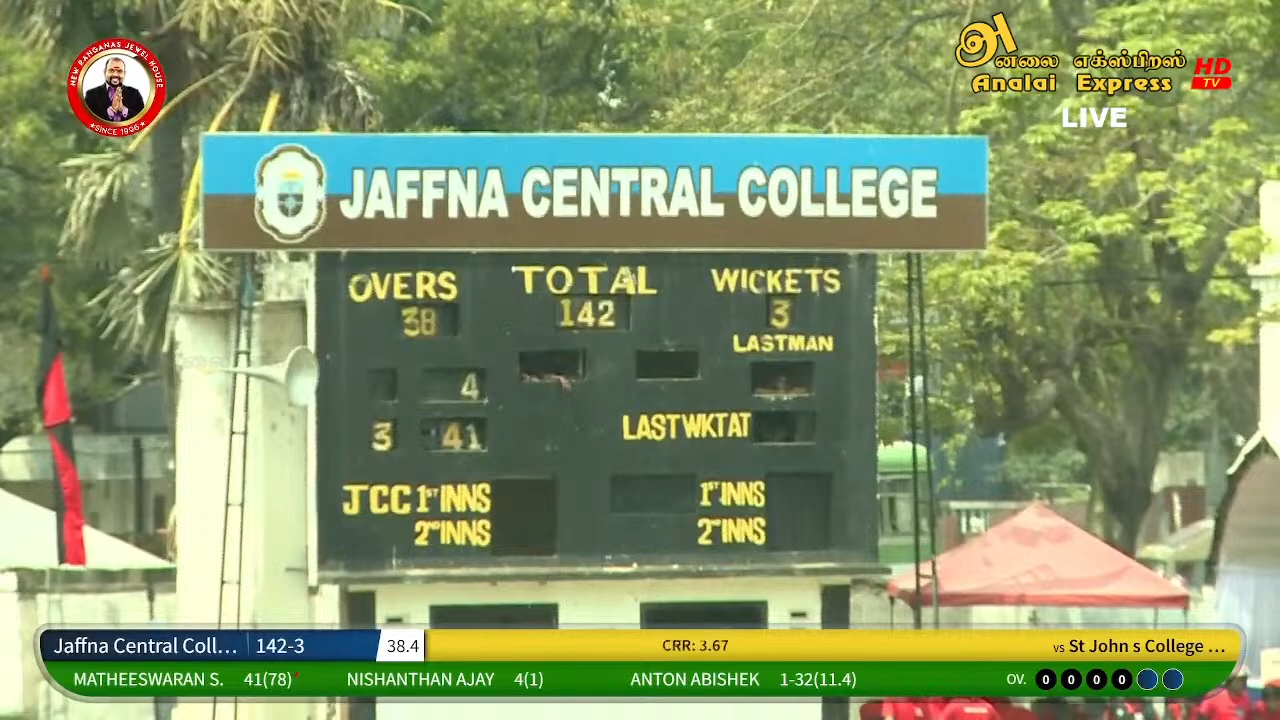 NEW RANGANAS JEWEL HOUSE
★SINCE 1996★
அனலை எக்ஸ்பிறஸ்
Analai Express HD TV
LIVE
JAFFNA CENTRAL COLLEGE
OVERS TOTAL WICKETS
38 142 3
LASTMAN
4
3 41 LASTWKTAT
JCC 1ST INNS 1ST INNS
2ND INNS 2ND INNS
Jaffna Central Coll... 142-3 38.4 CRR: 3.67 vs St John s College ...
MATHEESWARAN S. 41(78)* NISHANTHAN AJAY 4(1) ANTON ABISHEK 1-32(11.4) OV. 0 0 0 0